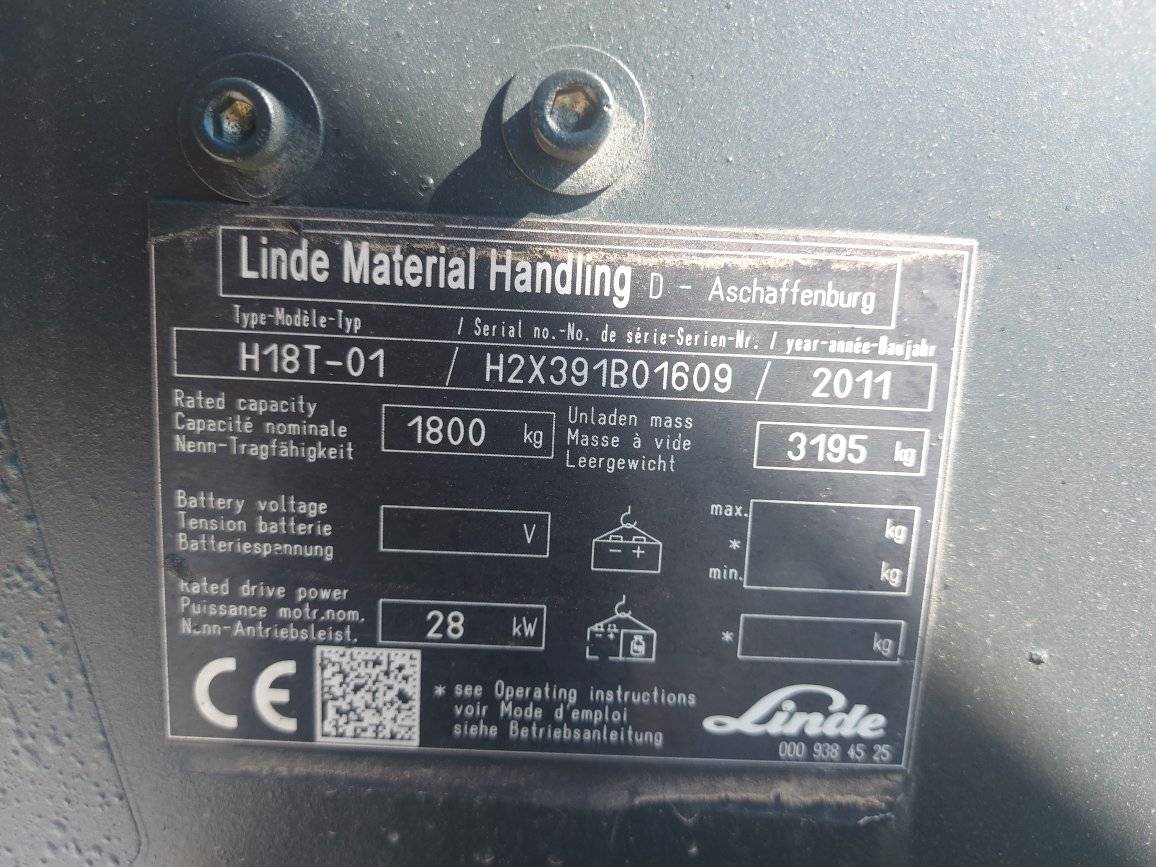 Linde Material Handling D - Aschaffenburg
Type-Modèle-Typ / Serial no.-No. de série-Serien-Nr. / year-année-Baujahr
H18T-01 / H2X391B01609 / 2011
Rated capacity
Capacité nominale
Nenn-Tragfähigkeit
1800 kg
Unladen mass
Masse à vide
Leergewicht
3195 kg
Battery voltage
Tension batterie
Batteriespannung
V
- +
max. kg
*
min. kg
Rated drive power
Puissance motr.nom.
Nenn-Antriebsleist.
28 kW
- +
* kg
CE
* see Operating instructions
voir Mode d'emploi
siehe Betriebsanleitung
Linde
000 938 45 25